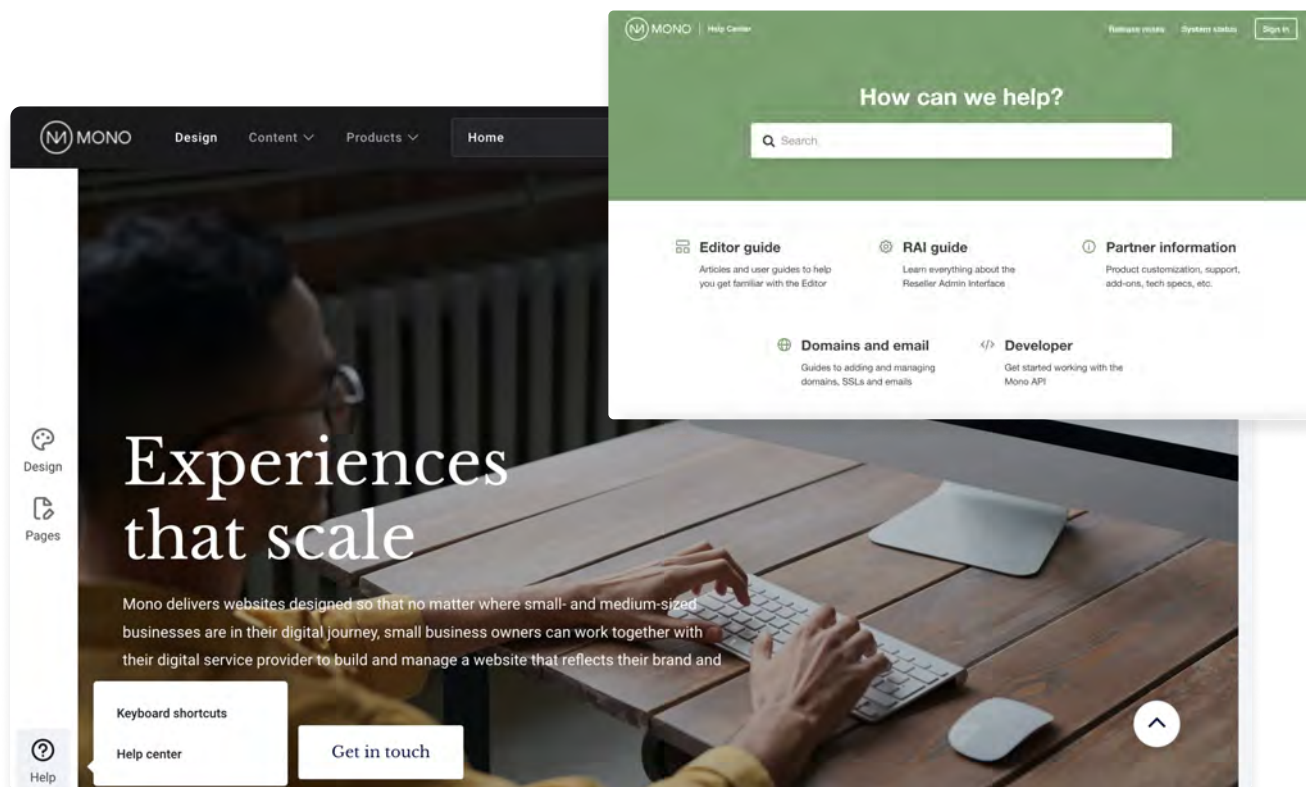 MONO | Help Center
Release notes System status Sign in
How can we help?
Search
Editor guide
Articles and user guides to help
you get familiar with the Editor
RAI guide
Learn everything about the
Reseller Admin Interface
Partner information
Product customization, support,
add-ons, tech specs, etc.
Domains and email
Guides to adding and managing
domains, SSLs and emails
Developer
Get started working with the
Mono API
MONO Design Content Products Home
Design
Pages
Experiences
that scale
Mono delivers websites designed so that no matter where small- and medium-sized
businesses are in their digital journey, small business owners can work together with
their digital service provider to build and manage a website that reflects their brand and
Keyboard shortcuts
Help center
Get in touch
Help